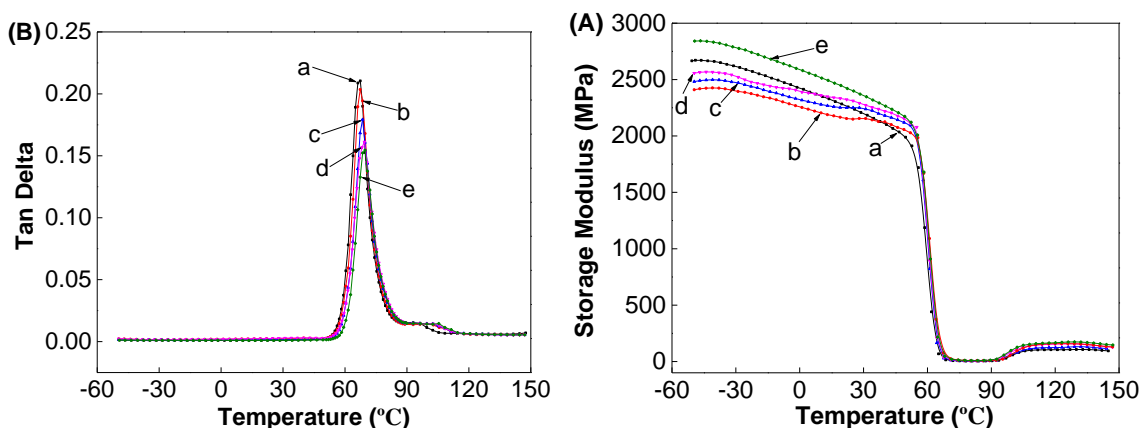 (B)
0.25
0.20
0.15
0.10
0.05
0.00
Tan Delta
a
b
c
d
e
-60 -30 0 30 60 90 120 150
Temperature (ºC)
(A)
3000
2500
2000
1500
1000
500
0
Storage Modulus (MPa)
e
d
c
b
a
-60 -30 0 30 60 90 120 150
Temperature (ºC)